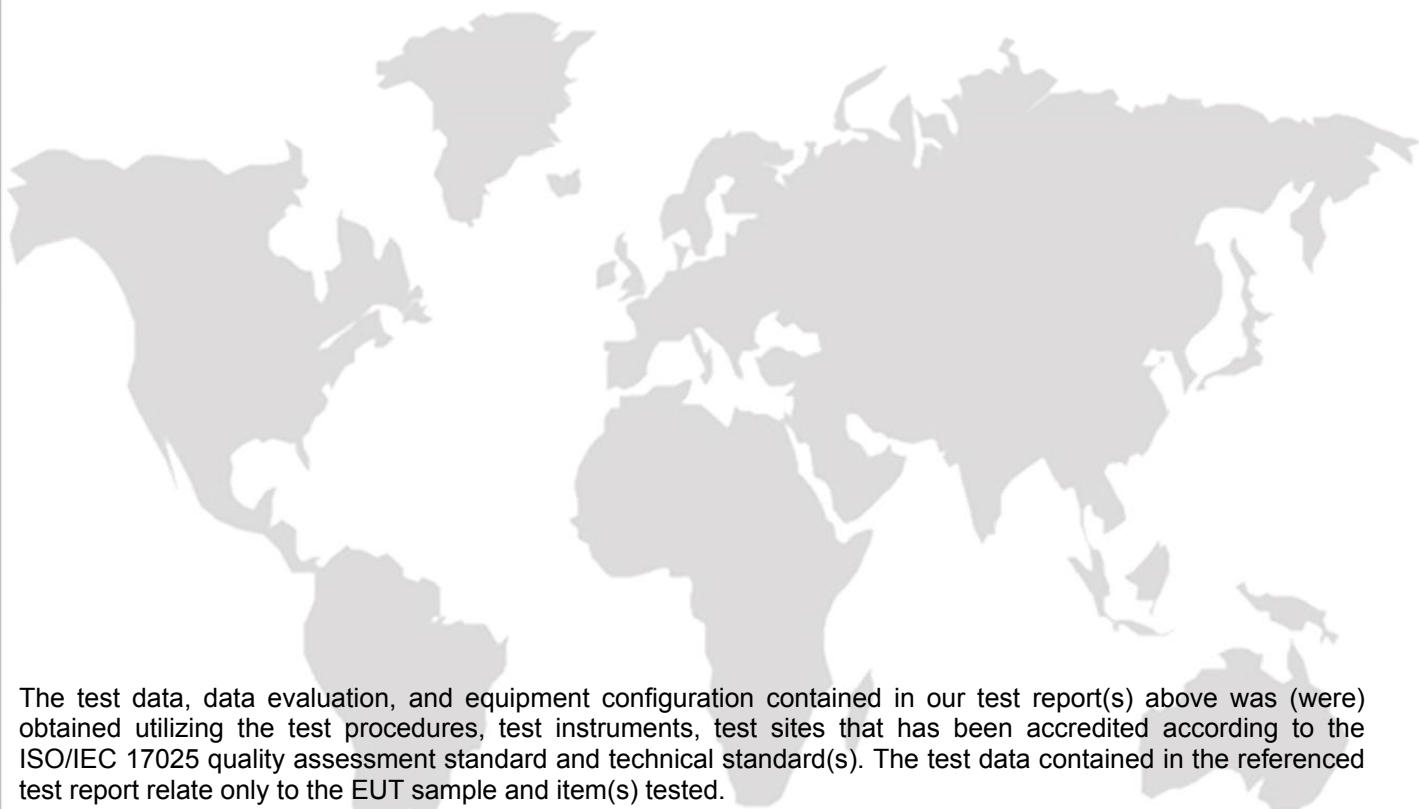 The test data, data evaluation, and equipment configuration contained in our test report(s) above was (were)
obtained utilizing the test procedures, test instruments, test sites that has been accredited according to the
ISO/IEC 17025 quality assessment standard and technical standard(s). The test data contained in the referenced
test report relate only to the EUT sample and item(s) tested.